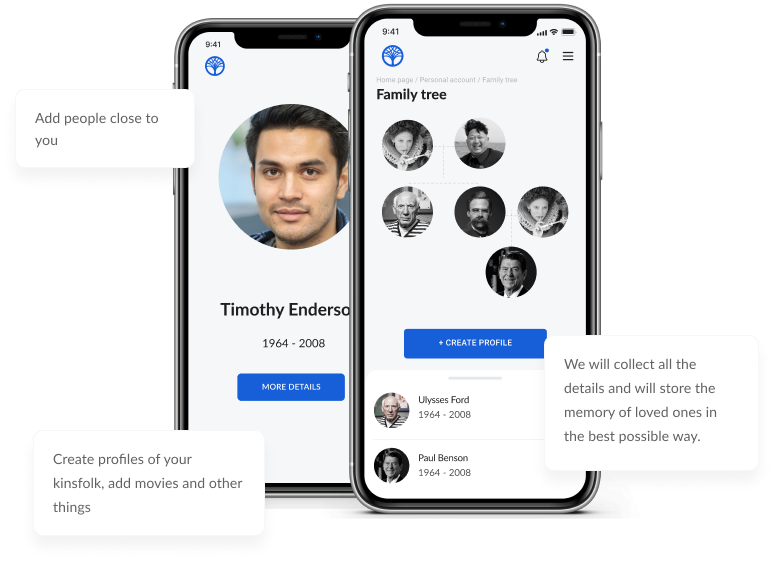 9:41
Add people close to
you
Timothy Enderso
1964 - 2008
MORE DETAILS
Create profiles of your
kinsfolk, add movies and other
things
9:41
Home page / Personal account / Family tree
Family tree
+ CREATE PROFILE
Ulysses Ford
1964 - 2008
Paul Benson
1964 - 2008
We will collect all the
details and will store the
memory of loved ones in
the best possible way.